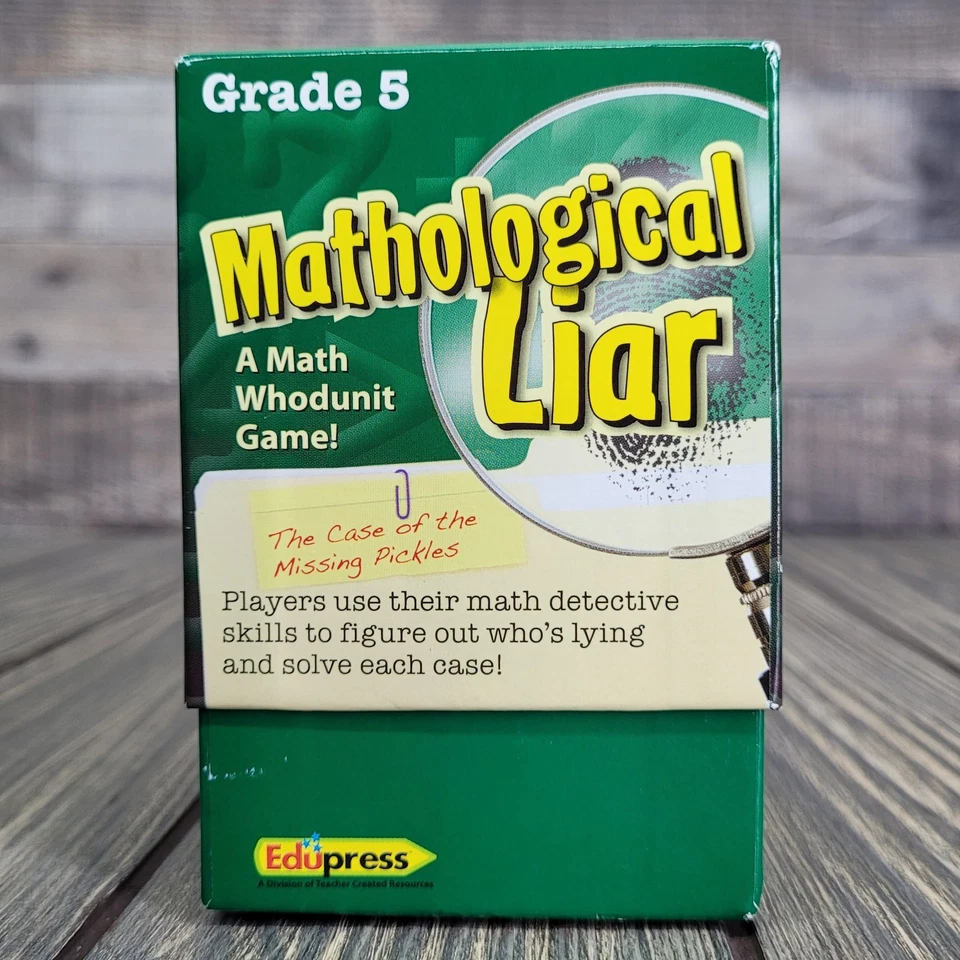 Grade 5
Mathological
Liar
A Math
Whodunit
Game!
The Case of the
Missing Pickles
Players use their math detective
skills to figure out who's lying
and solve each case!
Edupress
A Division of Teacher Created Resources